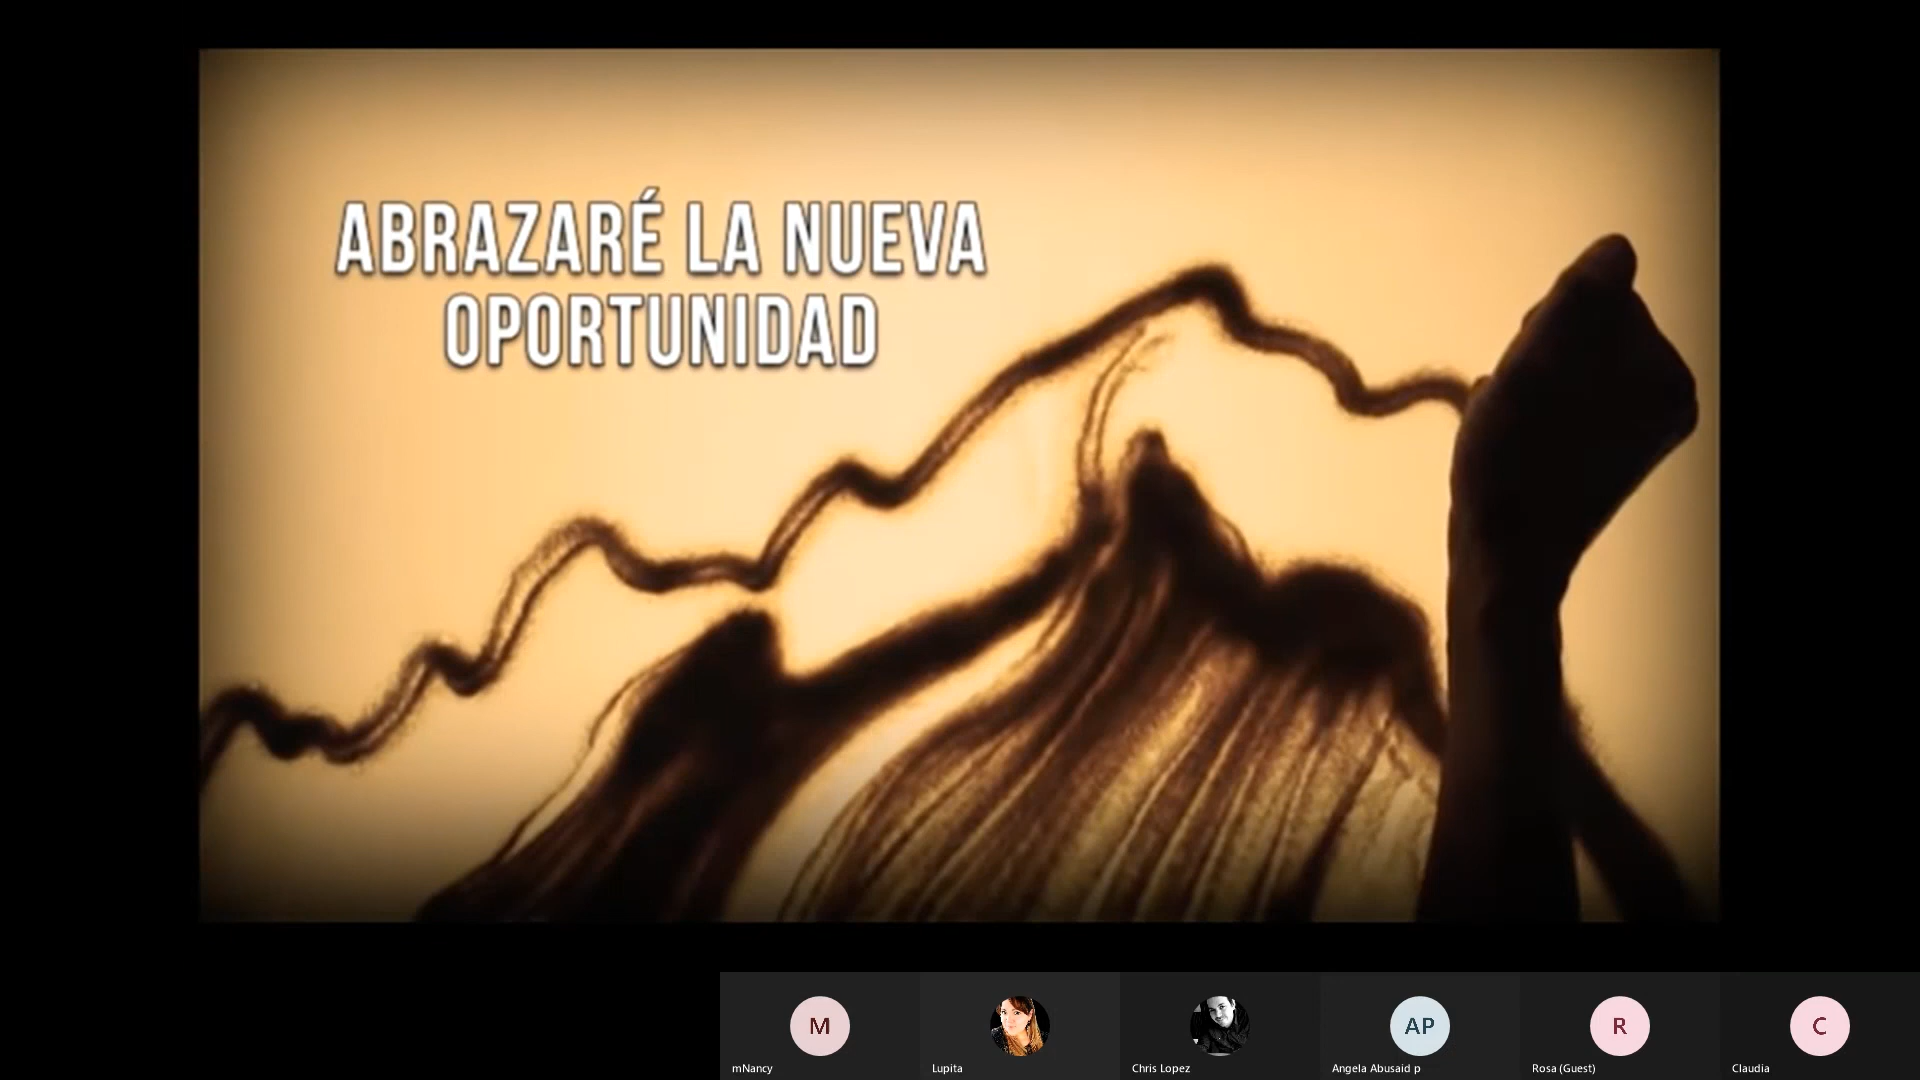 ABRAZARÉ LA NUEVA
OPORTUNIDAD
M
AP
R
C
mNancy
Lupita
Chris Lopez
Angela Abusaid p
Rosa (Guest)
Claudia